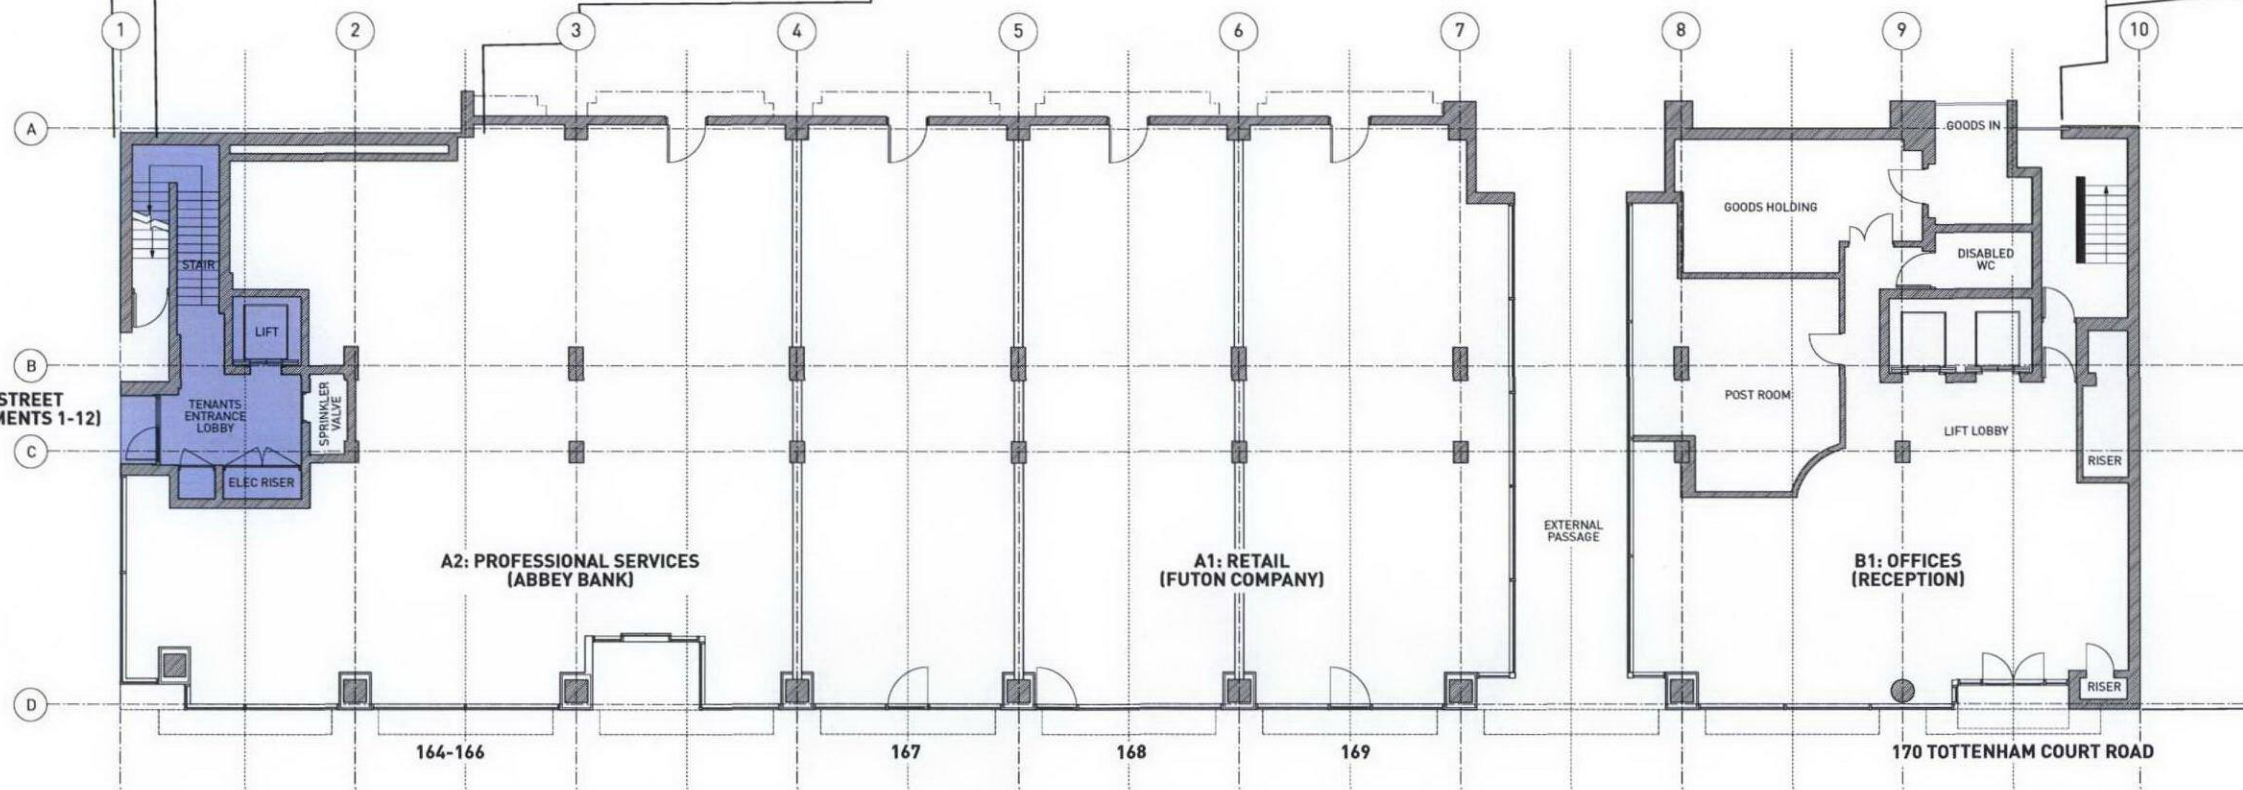 1 2 3 4 5 6 7 8 9 10
A
GOODS IN
GOODS HOLDING
DISABLED
WC
STAIR
LIFT
B
STREET
MENTS 1-12)
TENANTS
ENTRANCE
LOBBY
SPRINKLER
VALVE
POST ROOM
LIFT LOBBY
C
RISER
ELEC RISER
EXTERNAL
PASSAGE
A2: PROFESSIONAL SERVICES
(ABBEY BANK)
A1: RETAIL
(FUTON COMPANY)
B1: OFFICES
(RECEPTION)
RISER
D
164-166
167
168
169
170 TOTTENHAM COURT ROAD